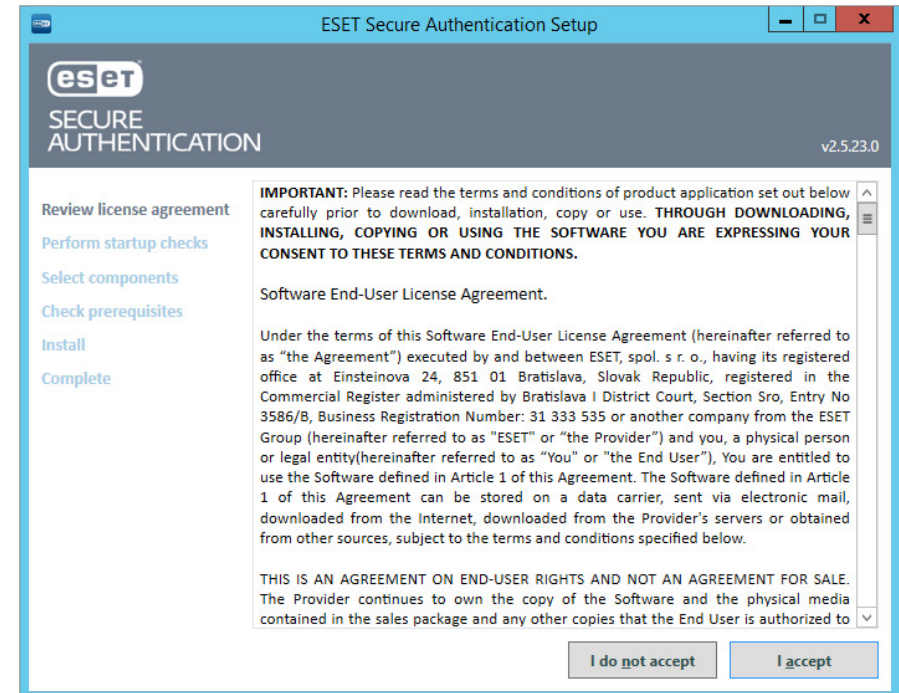 ESET Secure Authentication Setup
eset
SECURE
AUTHENTICATION
v2.5.23.0
Review license agreement
Perform startup checks
Select components
Check prerequisites
Install
Complete
IMPORTANT: Please read the terms and conditions of product application set out below
carefully prior to download, installation, copy or use. THROUGH DOWNLOADING,
INSTALLING, COPYING OR USING THE SOFTWARE YOU ARE EXPRESSING YOUR
CONSENT TO THESE TERMS AND CONDITIONS.
Software End-User License Agreement.
Under the terms of this Software End-User License Agreement (hereinafter referred to
as “the Agreement”) executed by and between ESET, spol. s r. o., having its registered
office at Einsteinova 24, 851 01 Bratislava, Slovak Republic, registered in the
Commercial Register administered by Bratislava I District Court, Section Sro, Entry No
3586/B, Business Registration Number: 31 333 535 or another company from the ESET
Group (hereinafter referred to as "ESET" or “the Provider”) and you, a physical person
or legal entity(hereinafter referred to as “You” or "the End User"), You are entitled to
use the Software defined in Article 1 of this Agreement. The Software defined in Article
1 of this Agreement can be stored on a data carrier, sent via electronic mail,
downloaded from the Internet, downloaded from the Provider's servers or obtained
from other sources, subject to the terms and conditions specified below.
THIS IS AN AGREEMENT ON END-USER RIGHTS AND NOT AN AGREEMENT FOR SALE.
The Provider continues to own the copy of the Software and the physical media
contained in the sales package and any other copies that the End User is authorized to
I do not accept
I accept